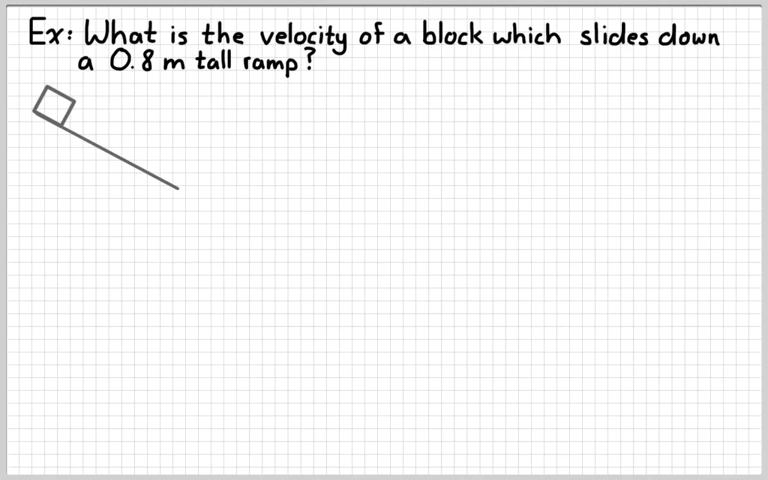 Ex: What is the velocity of a block which slides down
a 0.8 m tall ramp?